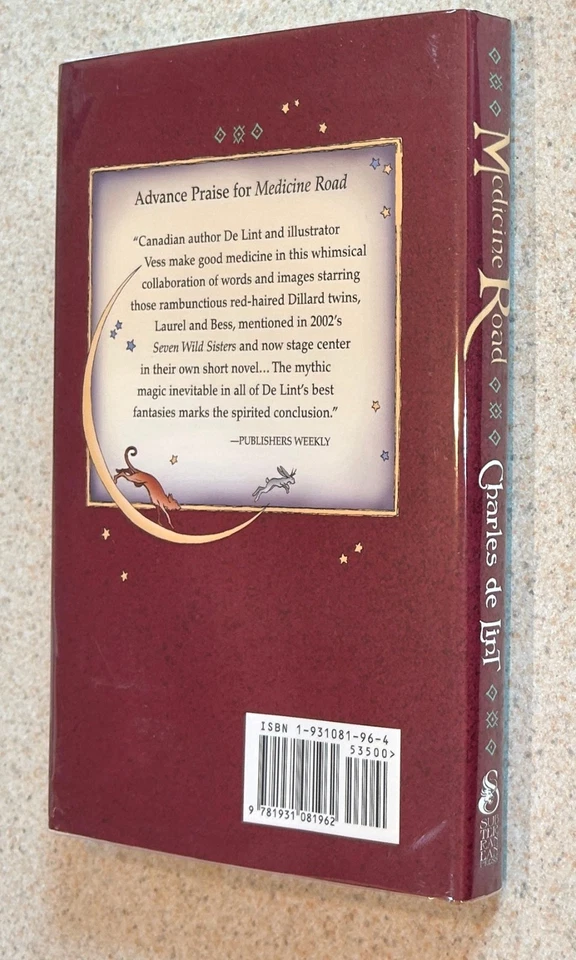 Advance Praise for Medicine Road
“Canadian author De Lint and illustrator
Vess make good medicine in this whimsical
collaboration of words and images starring
those rambunctious red-haired Dillard twins,
Laurel and Bess, mentioned in 2002’s
Seven Wild Sisters and now stage center
in their own short novel… The mythic
magic inevitable in all of De Lint’s best
fantasies marks the spirited conclusion.”
—PUBLISHERS WEEKLY
ISBN 1-931081-96-4
53500>
9 781931 081962
Medicine Road
Charles de Lint